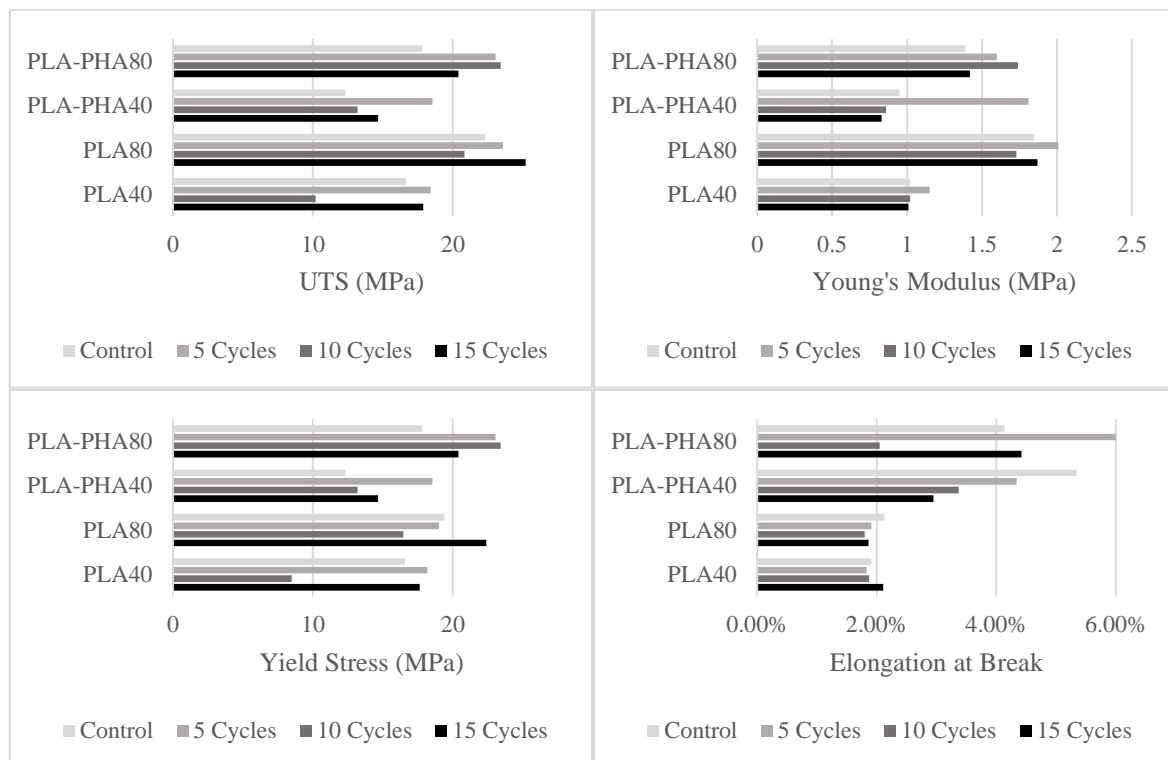 PLA-PHA80
PLA-PHA40
PLA80
PLA40
0 10 20
UTS (MPa)
Control 5 Cycles 10 Cycles 15 Cycles
PLA-PHA80
PLA-PHA40
PLA80
PLA40
0 0.5 1 1.5 2 2.5
Young's Modulus (MPa)
Control 5 Cycles 10 Cycles 15 Cycles
PLA-PHA80
PLA-PHA40
PLA80
PLA40
0 10 20
Yield Stress (MPa)
Control 5 Cycles 10 Cycles 15 Cycles
PLA-PHA80
PLA-PHA40
PLA80
PLA40
0.00% 2.00% 4.00% 6.00%
Elongation at Break
Control 5 Cycles 10 Cycles 15 Cycles